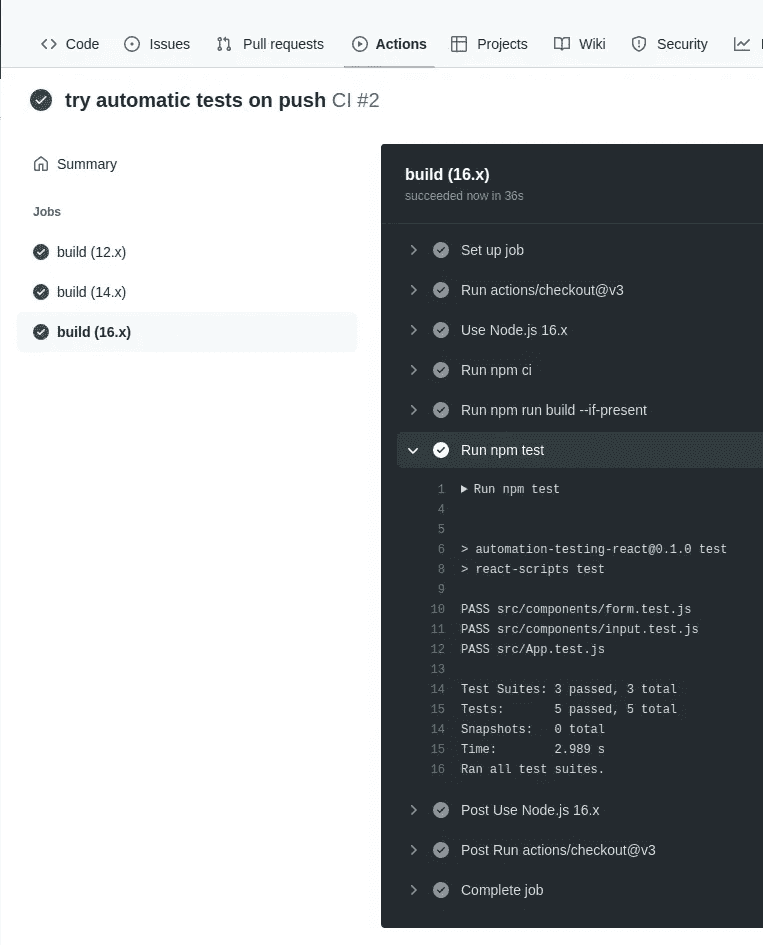 Code Issues Pull requests Actions Projects Wiki Security
try automatic tests on push CI #2
Summary
Jobs
build (12.x)
build (14.x)
build (16.x)
build (16.x)
succeeded now in 36s
Set up job
Run actions/checkout@v3
Use Node.js 16.x
Run npm ci
Run npm run build --if-present
Run npm test
1 Run npm test
4
5
6 > automation-testing-react@0.1.0 test
8 > react-scripts test
9
10 PASS src/components/form.test.js
11 PASS src/components/input.test.js
12 PASS src/App.test.js
13
14 Test Suites: 3 passed, 3 total
15 Tests: 5 passed, 5 total
14 Snapshots: 0 total
15 Time: 2.989 s
16 Ran all test suites.
Post Use Node.js 16.x
Post Run actions/checkout@v3
Complete job